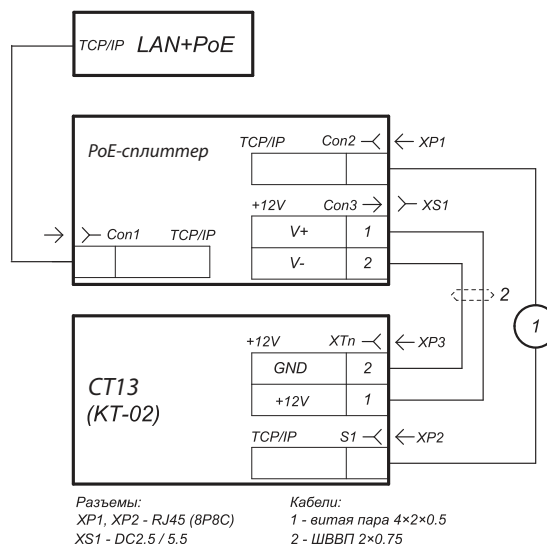 TCP/IP LAN+PoE
PoE-сплиттер
TCP/IP Con2 XP1
+12V Con3 XS1
V+ 1
V- 2
Con1 TCP/IP
2
1
+12V XTn XP3
GND 2
+12V 1
СТ13
(КТ-02)
TCP/IP S1 XP2
Разъемы:
XP1, XP2 - RJ45 (8P8C)
XS1 - DC2.5 / 5.5
Кабели:
1 - витая пара 4×2×0.5
2 - ШВВП 2×0.75